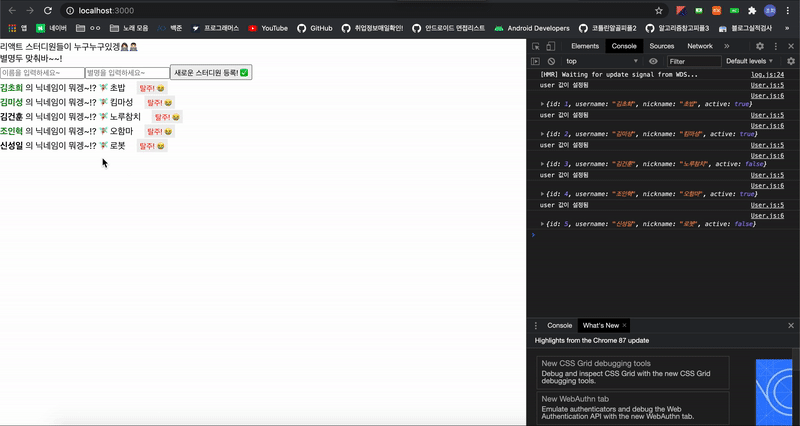 localhost:3000
앱
네이버
ㅇㅇ
노래 모음
백준
프로그래머스
YouTube
GitHub
취업정보메일확인!
안드로이드 면접리스트
Android Developers
코틀린알골피플3
알고리즘참고피플3
블로그실적검사
»
리액트 스터디원들이 누구누구있겡🙋🏻‍♀️🙋🏻‍♂️
별명두 맞춰바~~!
이름을 입력하세요~ 별명을 입력하세요~ 새로운 스터디원 등록! ✅
김초희 의 닉네임이 뭐겡~!? 🧚 초밥 탈주! 😂
김미성 의 닉네임이 뭐겡~!? 🧚 킴마성 탈주! 😂
김건훈 의 닉네임이 뭐겡~!? 🧚 노루참치 탈주! 😂
조인혁 의 닉네임이 뭐겡~!? 🧚 오함마 탈주! 😂
신성일 의 닉네임이 뭐겡~!? 🧚 로봇 탈주! 😂
Elements Console Sources Network »
top Filter Default levels
[HMR] Waiting for update signal from WDS... log.js:24
user 값이 설정됨 User.js:5
User.js:6
{id: 1, username: "김초희", nickname: "초밥", active: true}
user 값이 설정됨 User.js:5
User.js:6
{id: 2, username: "김미성", nickname: "킴마성", active: true}
user 값이 설정됨 User.js:5
User.js:6
{id: 3, username: "김건훈", nickname: "노루참치", active: false}
user 값이 설정됨 User.js:5
User.js:6
{id: 4, username: "조인혁", nickname: "오함마", active: true}
user 값이 설정됨 User.js:5
User.js:6
{id: 5, username: "신성일", nickname: "로봇", active: false}
Console What's New
Highlights from the Chrome 87 update
New CSS Grid debugging tools
Debug and inspect CSS Grid with the new CSS Grid
debugging tools.
New WebAuthn tab
Emulate authenticators and debug the Web
Authentication API with the new WebAuthn tab.